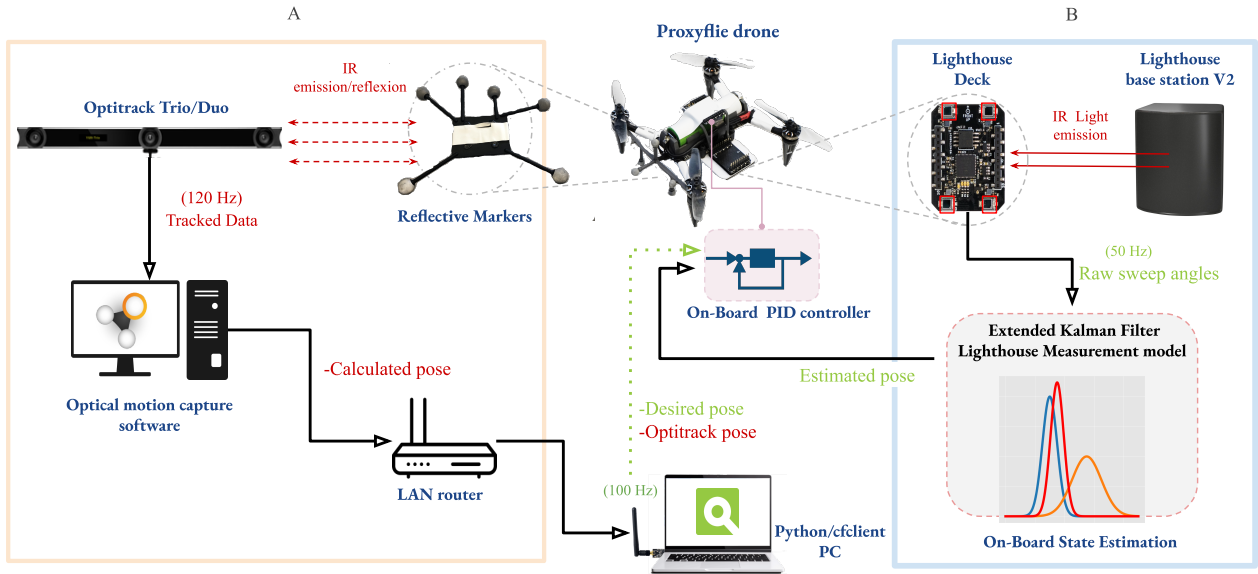 A
B
Proxyflie drone
IR
emission/reflexion
Optitrack Trio/Duo
Reflective Markers
(120 Hz)
Tracked Data
Optical motion capture
software
-Calculated pose
LAN router
-Desired pose
-Optitrack pose
(100 Hz)
Python/cfclient
PC
On-Board PID controller
Estimated pose
Lighthouse
Deck
Lighthouse
base station V2
IR Light
emission
(50 Hz)
Raw sweep angles
Extended Kalman Filter
Lighthouse Measurement model
On-Board State Estimation